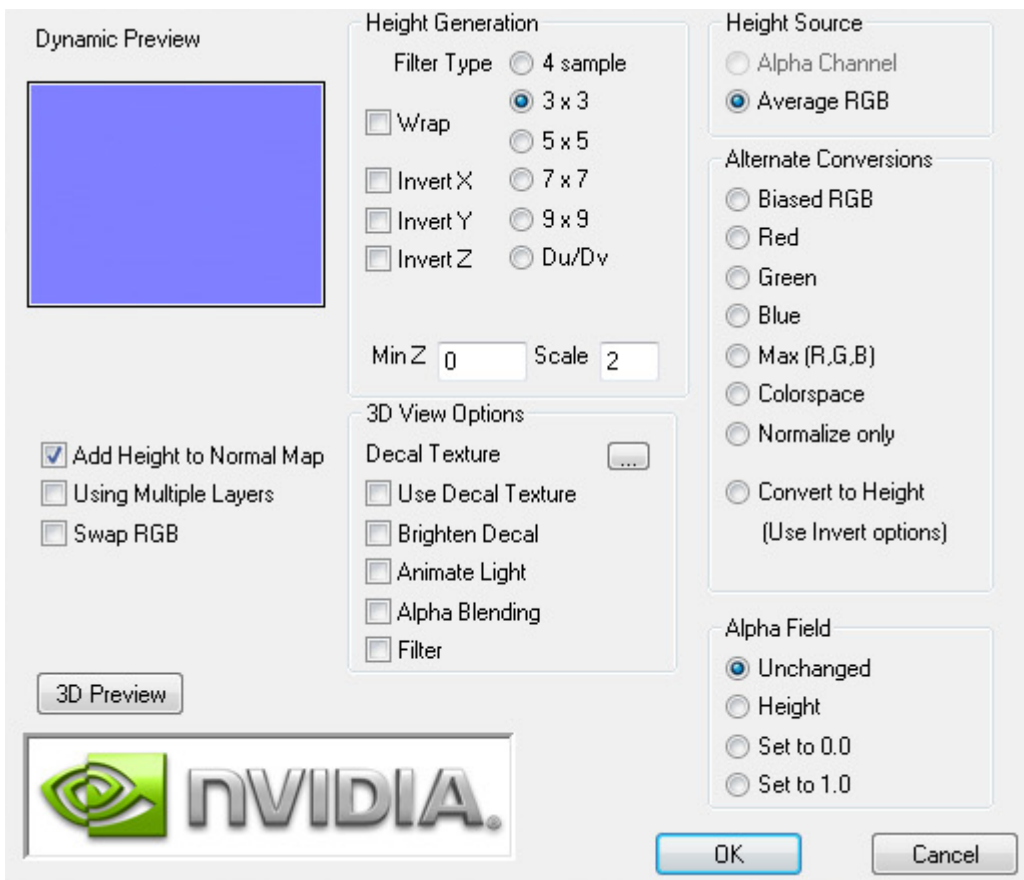 Dynamic Preview
Add Height to Normal Map
Using Multiple Layers
Swap RGB
3D Preview
nVIDIA.
Height Generation
Filter Type
4 sample
3 x 3
5 x 5
7 x 7
9 x 9
Du/Dv
Wrap
Invert X
Invert Y
Invert Z
Min Z 0 Scale 2
3D View Options
Decal Texture ...
Use Decal Texture
Brighten Decal
Animate Light
Alpha Blending
Filter
Height Source
Alpha Channel
Average RGB
Alternate Conversions
Biased RGB
Red
Green
Blue
Max (R,G,B)
Colorspace
Normalize only
Convert to Height
(Use Invert options)
Alpha Field
Unchanged
Height
Set to 0.0
Set to 1.0
OK Cancel